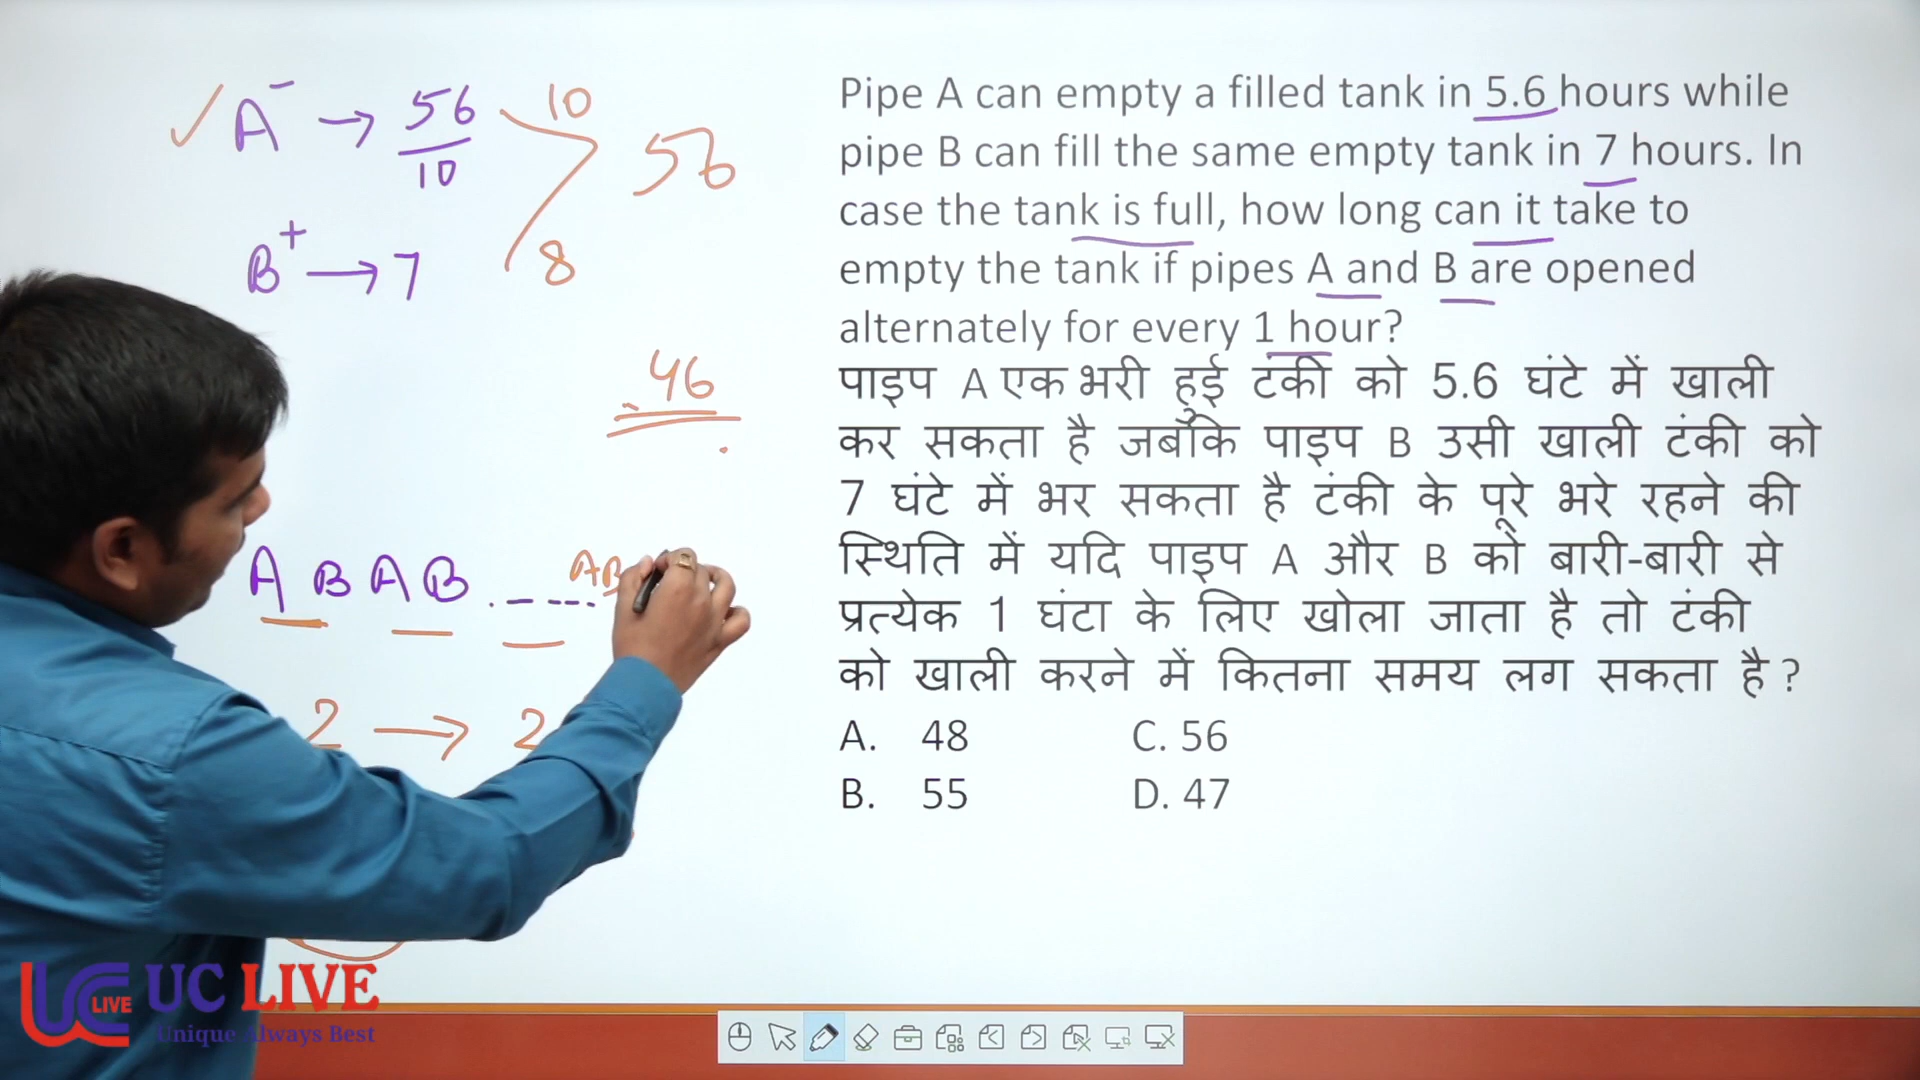 A⁻ → 56/10
10
56
B⁺ → 7
8
46
A B A B . - - - - AB
2 → 2
Pipe A can empty a filled tank in 5.6 hours while
pipe B can fill the same empty tank in 7 hours. In
case the tank is full, how long can it take to
empty the tank if pipes A and B are opened
alternately for every 1 hour?
पाइप A एक भरी हुई टंकी को 5.6 घंटे में खाली
कर सकता है जबकि पाइप B उसी खाली टंकी को
7 घंटे में भर सकता है टंकी के पूरे भरे रहने की
स्थिति में यदि पाइप A और B को बारी-बारी से
प्रत्येक 1 घंटा के लिए खोला जाता है तो टंकी
को खाली करने में कितना समय लग सकता है ?
A. 48 C. 56
B. 55 D. 47
LIVE UC LIVE
Unique Always Best